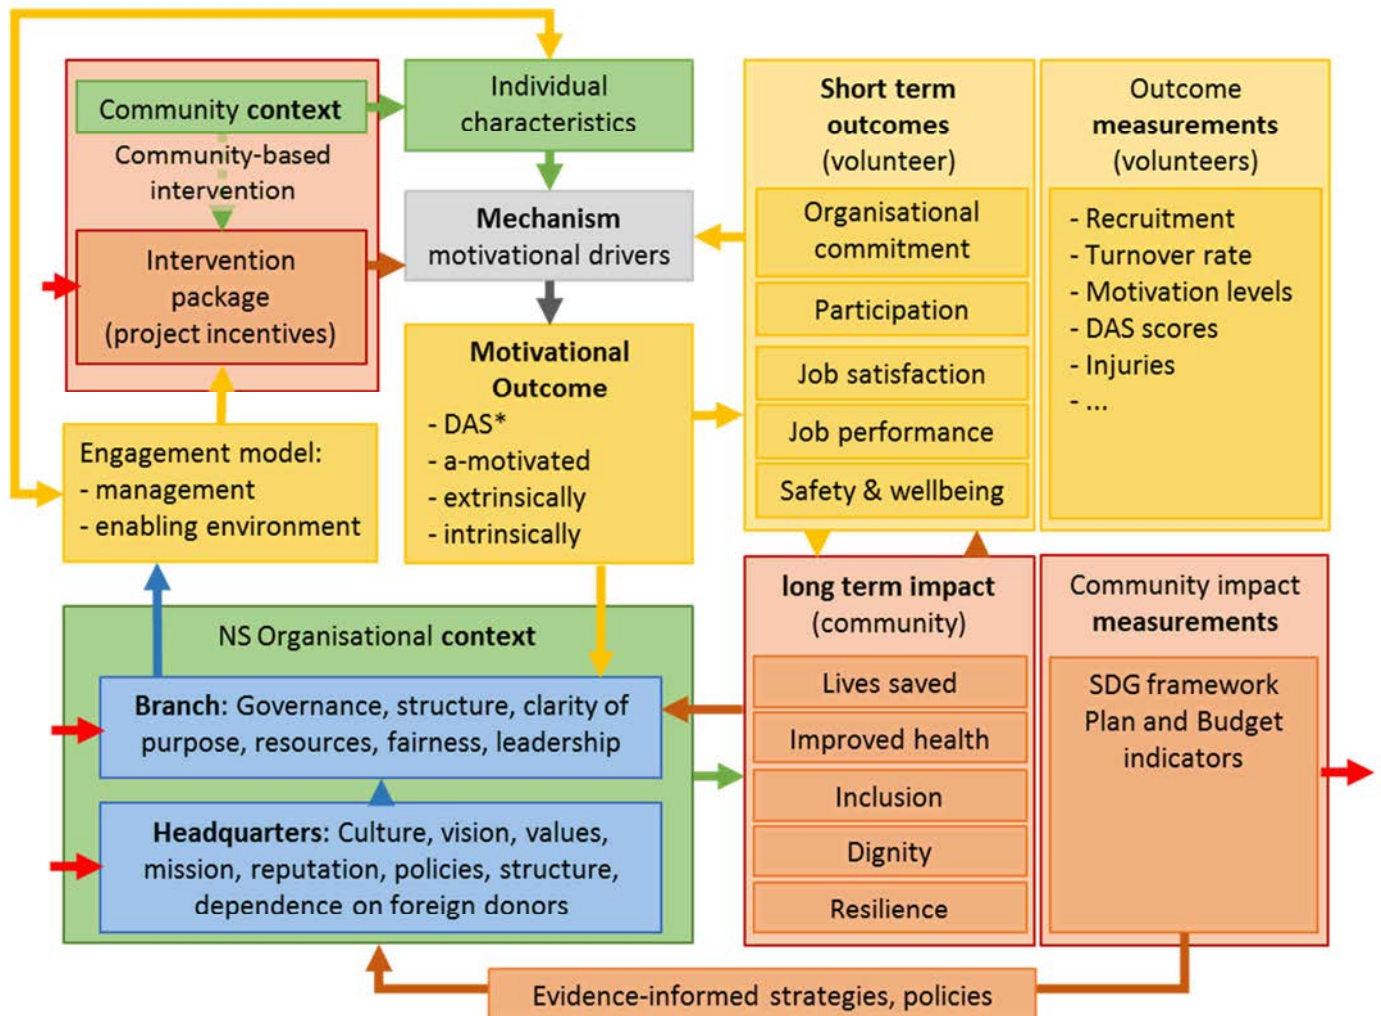 Community context
Community-based
intervention
Intervention
package
(project incentives)
Individual
characteristics
Mechanism
motivational drivers
Motivational
Outcome
- DAS*
- a-motivated
- extrinsically
- intrinsically
Engagement model:
- management
- enabling environment
Short term
outcomes
(volunteer)
Organisational
commitment
Participation
Job satisfaction
Job performance
Safety & wellbeing
Outcome
measurements
(volunteers)
- Recruitment
- Turnover rate
- Motivation levels
- DAS scores
- Injuries
- ...
NS Organisational context
Branch: Governance, structure, clarity of
purpose, resources, fairness, leadership
Headquarters: Culture, vision, values,
mission, reputation, policies, structure,
dependence on foreign donors
long term impact
(community)
Lives saved
Improved health
Inclusion
Dignity
Resilience
Community impact
measurements
SDG framework
Plan and Budget
indicators
Evidence-informed strategies, policies